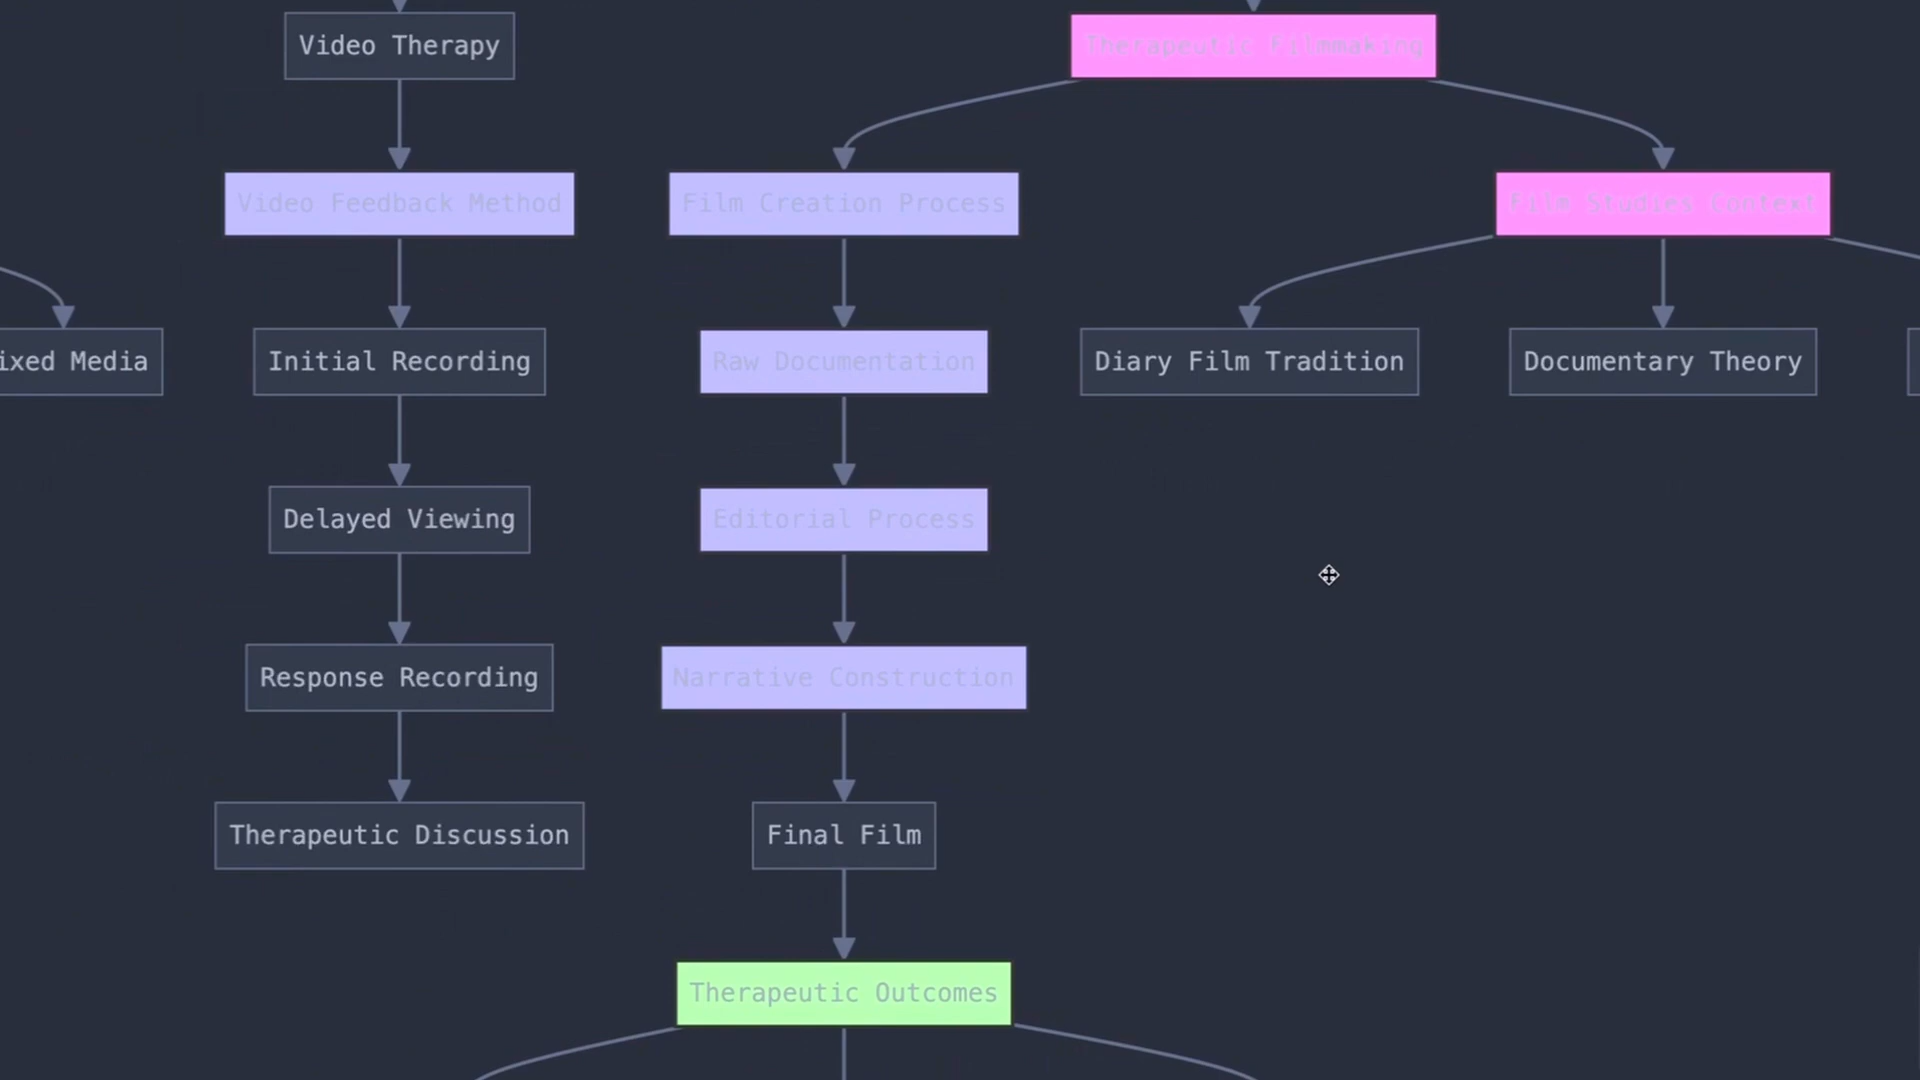 Video Therapy
Therapeutic Filmmaking
Video Feedback Method
Film Creation Process
Film Studies Context
ixed Media
Initial Recording
Raw Documentation
Diary Film Tradition
Documentary Theory
Delayed Viewing
Editorial Process
Response Recording
Narrative Construction
Therapeutic Discussion
Final Film
Therapeutic Outcomes